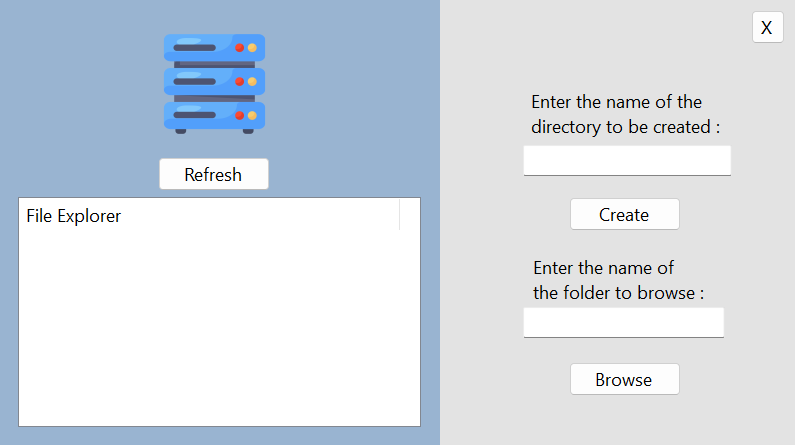 Refresh
File Explorer
X
Enter the name of the
directory to be created :
Create
Enter the name of
the folder to browse :
Browse